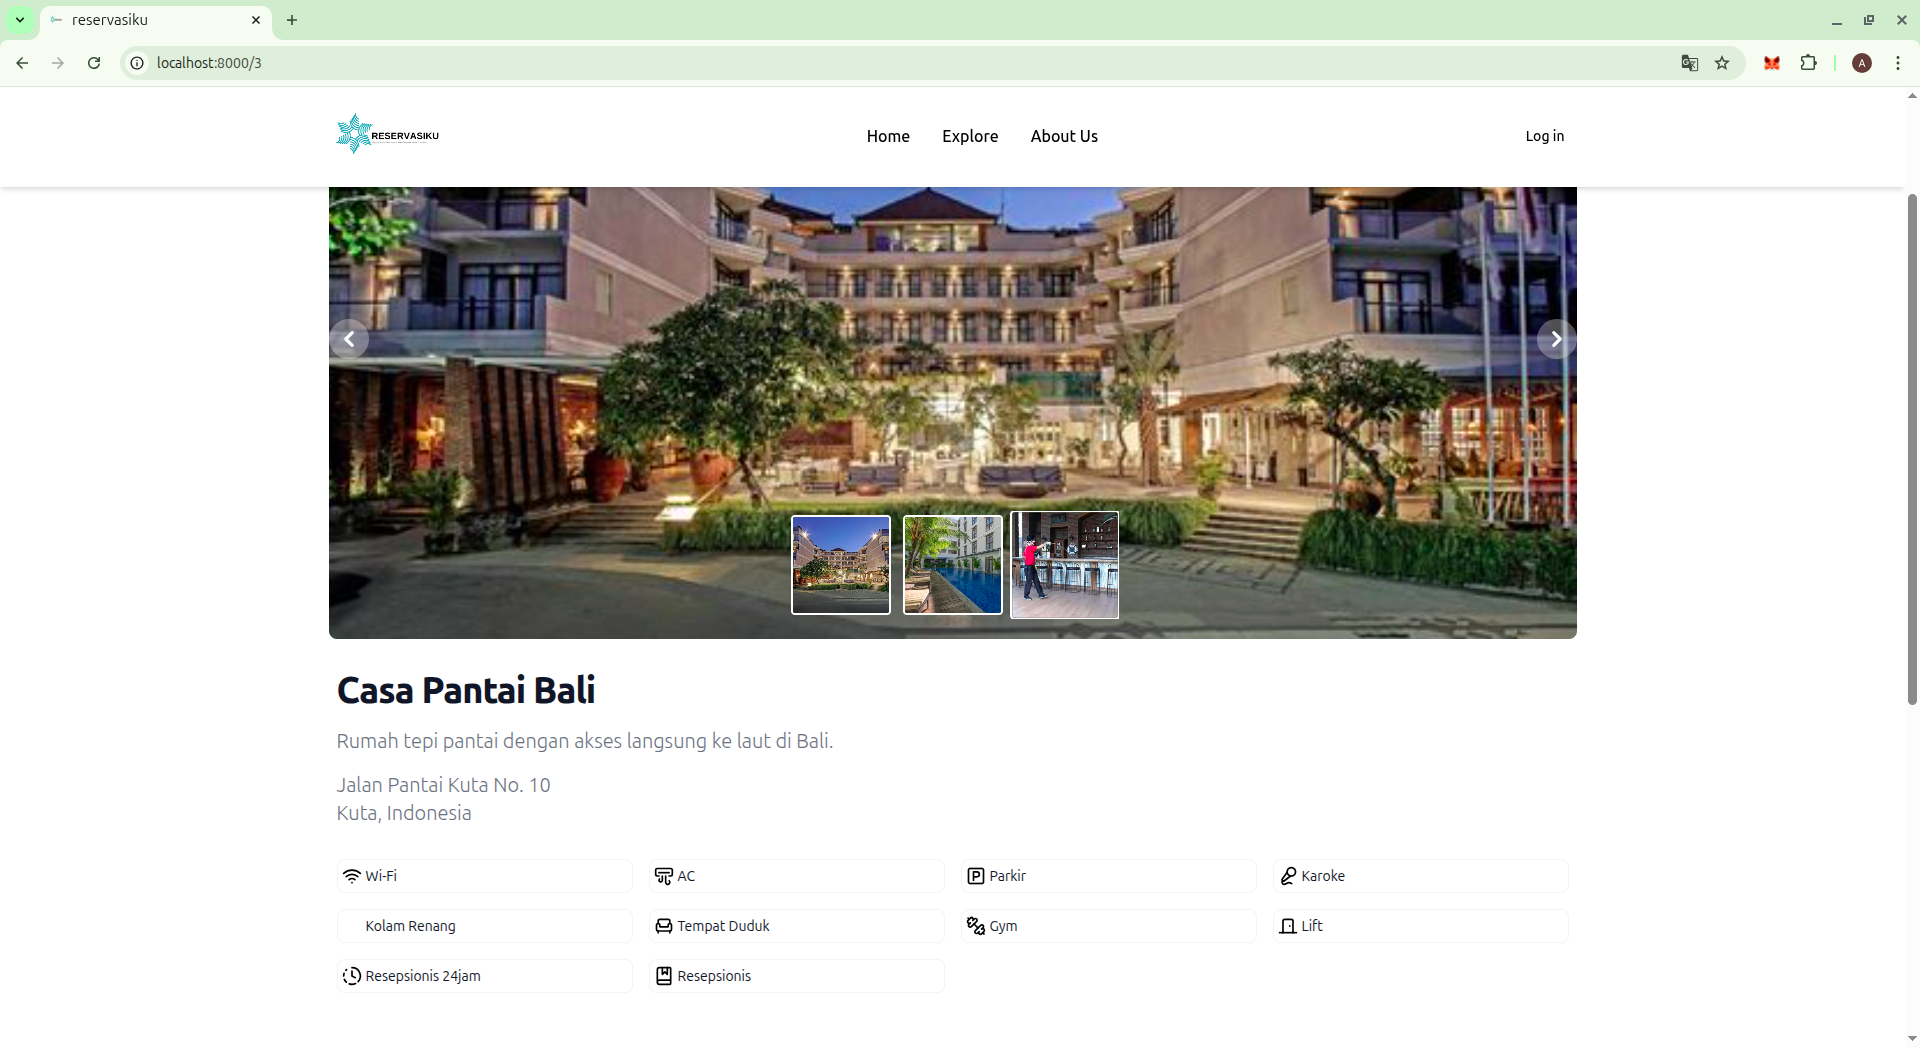 reservasiku
localhost:8000/3
A
RESERVASIKU
Home
Explore
About Us
Log in
Casa Pantai Bali
Rumah tepi pantai dengan akses langsung ke laut di Bali.
Jalan Pantai Kuta No. 10
Kuta, Indonesia
Wi-Fi
AC
Parkir
Karoke
Kolam Renang
Tempat Duduk
Gym
Lift
Resepsionis 24jam
Resepsionis